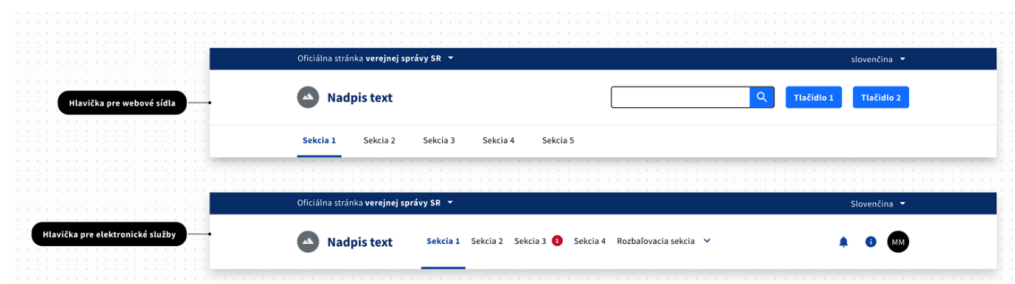 Oficiálna stránka verejnej správy SR
slovenčina
Hlavička pre webové sídla
Nadpis text
Tlačidlo 1
Tlačidlo 2
Sekcia 1
Sekcia 2
Sekcia 3
Sekcia 4
Sekcia 5
Oficiálna stránka verejnej správy SR
Slovenčina
Hlavička pre elektronické služby
Nadpis text
Sekcia 1
Sekcia 2
Sekcia 3
Sekcia 4
Rozbaľovacia sekcia
MM